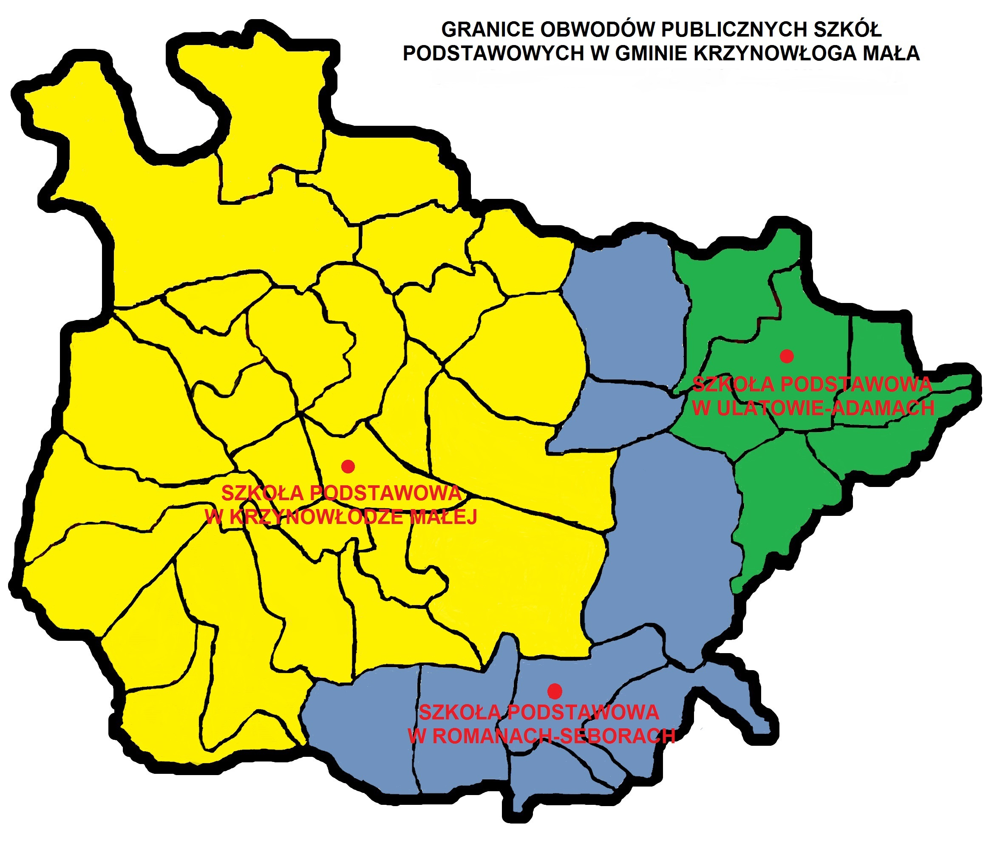 GRANICE OBWODÓW PUBLICZNYCH SZKÓŁ
PODSTAWOWYCH W GMINIE KRZYNOWŁOGA MAŁA
SZKOŁA PODSTAWOWA
W ULATOWIE-ADAMACH
SZKOŁA PODSTAWOWA
W KRZYNOWŁODZE MAŁEJ
SZKOŁA PODSTAWOWA
W ROMANACH-SEBORACH